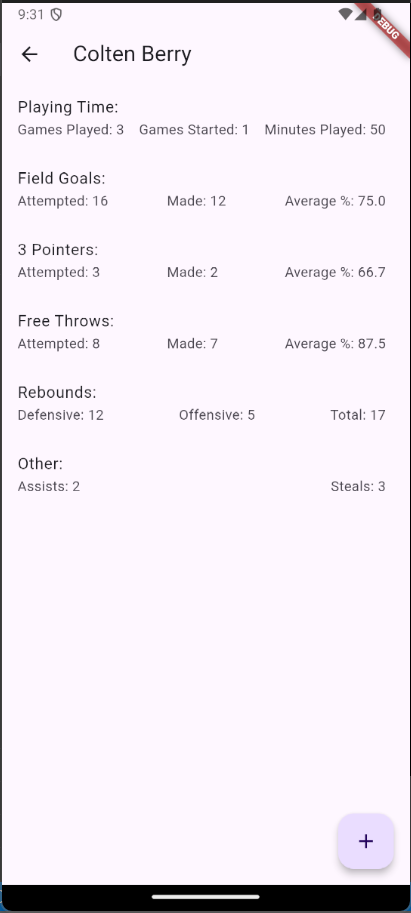 9:31
EBUG
Colten Berry
Playing Time:
Games Played: 3 Games Started: 1 Minutes Played: 50
Field Goals:
Attempted: 16 Made: 12 Average %: 75.0
3 Pointers:
Attempted: 3 Made: 2 Average %: 66.7
Free Throws:
Attempted: 8 Made: 7 Average %: 87.5
Rebounds:
Defensive: 12 Offensive: 5 Total: 17
Other:
Assists: 2 Steals: 3
+